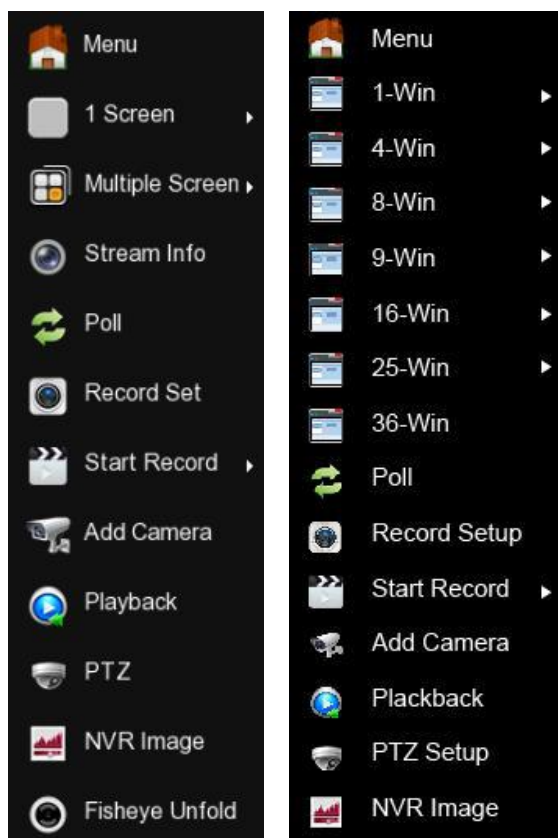 Menu
1 Screen
Multiple Screen
Stream Info
Poll
Record Set
Start Record
Add Camera
Playback
PTZ
NVR Image
Fisheye Unfold
Menu
1-Win
4-Win
8-Win
9-Win
16-Win
25-Win
36-Win
Poll
Record Setup
Start Record
Add Camera
Plackback
PTZ Setup
NVR Image